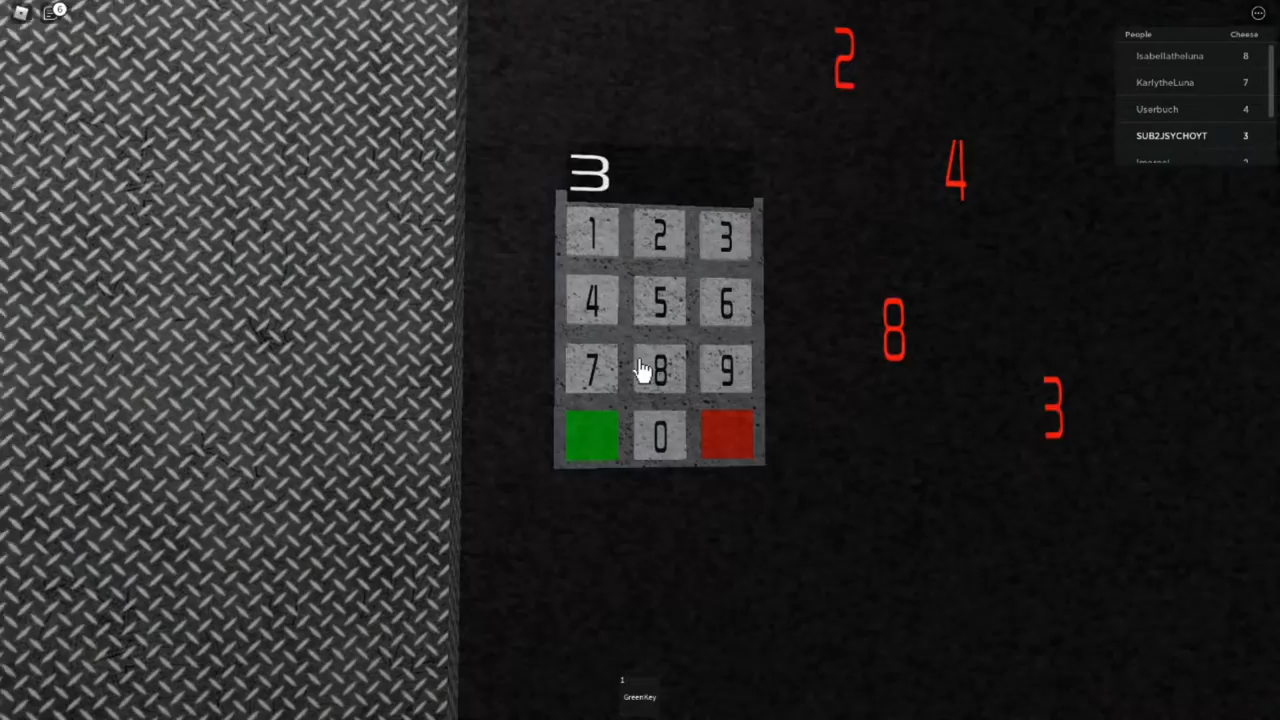 6
People Cheese
Isabellatheluna 8
KarlytheLuna 7
Userbuch 4
SUB2JSYCHOYT 3
2
4
8
3
3
1 2 3
4 5 6
7 8 9
0
1
GreenKey